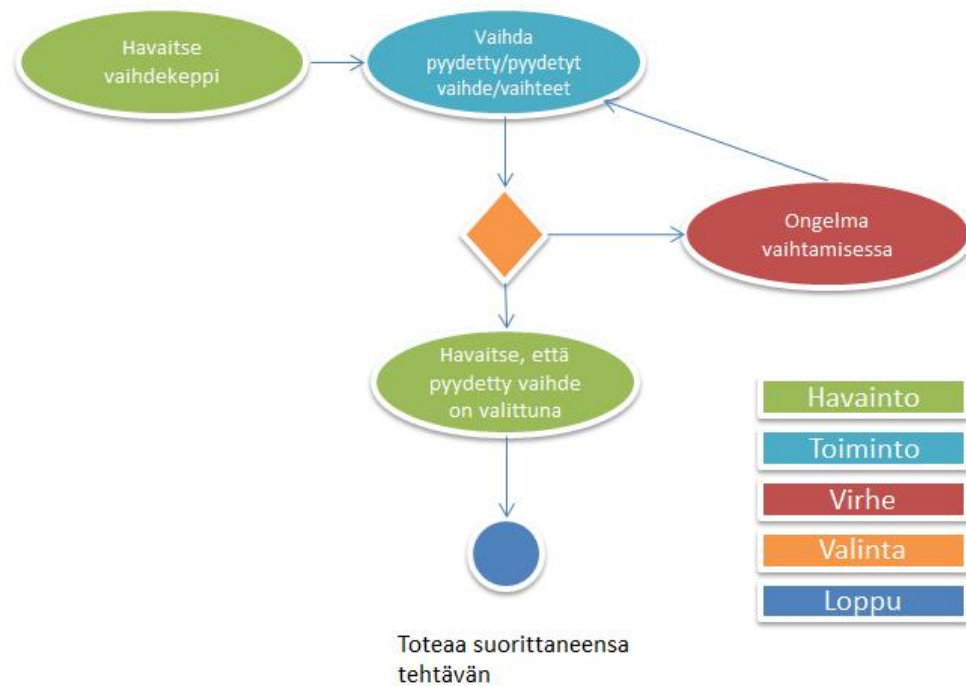 Havaitse
vaihdekeppi
Vaihda
pyydetty/pyydetyt
vaihde/vaihteet
Ongelma
vaihtamisessa
Havaitse, että
pyydetty vaihde
on valittuna
Havainto
Toiminto
Virhe
Valinta
Loppu
Toteaa suorittaneensa
tehtävän